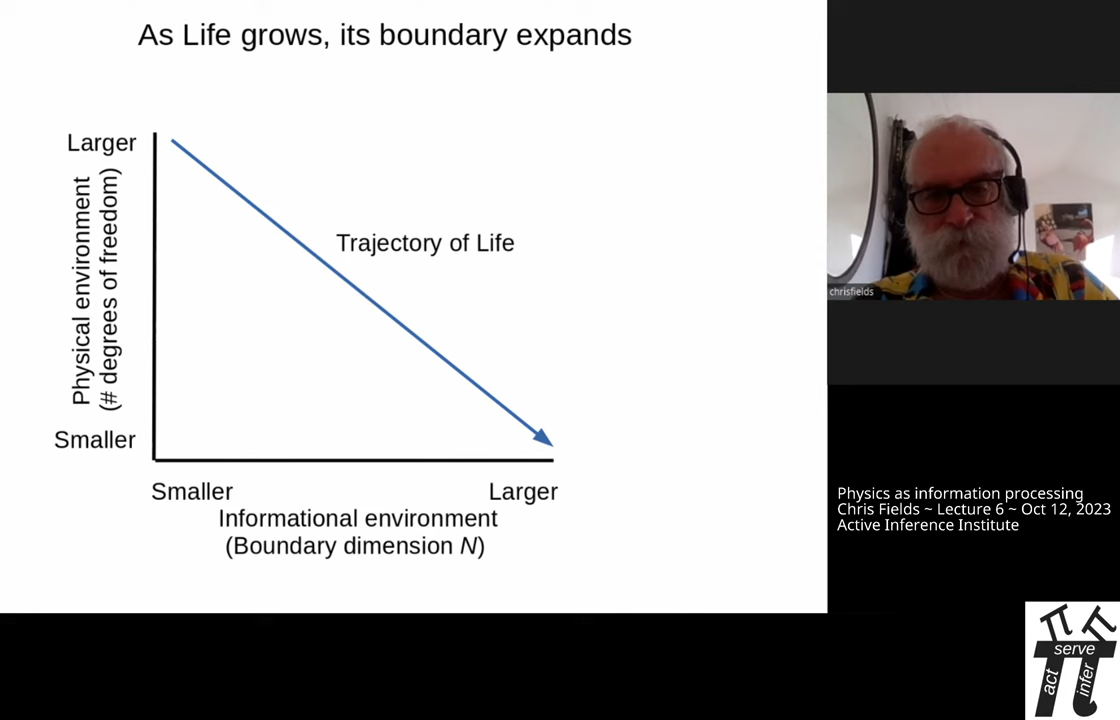 As Life grows, its boundary expands
Larger
Physical environment
(# degrees of freedom)
Trajectory of Life
Smaller
Smaller
Larger
Informational environment
(Boundary dimension N)
chrisfields
Physics as information processing
Chris Fields ~ Lecture 6 ~ Oct 12, 2023
Active Inference Institute
serve
act
infer